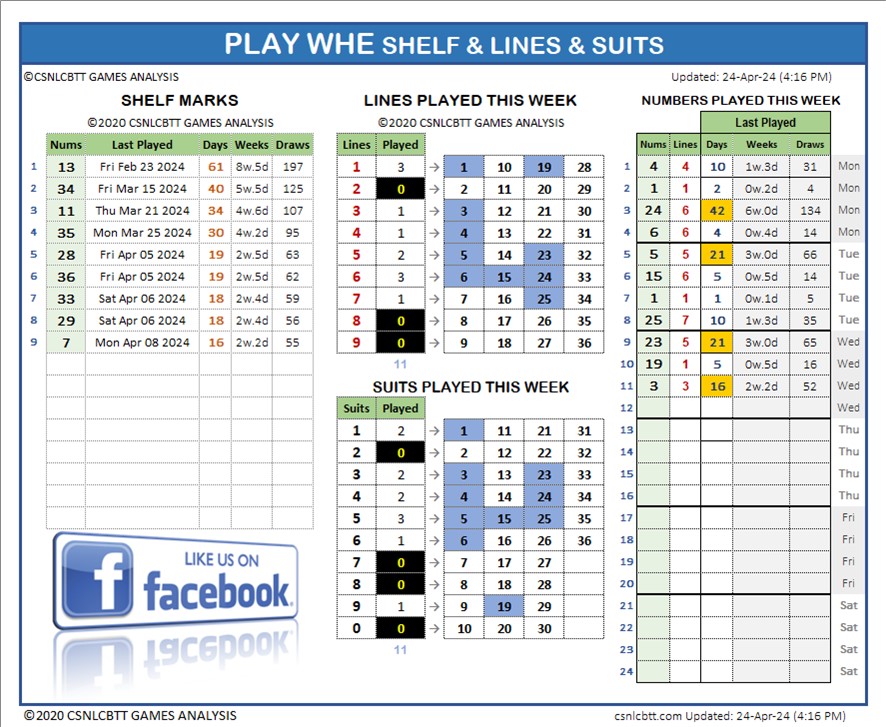 PLAY WHE SHELF & LINES & SUITS
©CSNLCBTT GAMES ANALYSIS Updated: 24-Apr-24 (4:16 PM)
SHELF MARKS
©2020 CSNLCBTT GAMES ANALYSIS
Nums Last Played Days Weeks Draws
1 13 Fri Feb 23 2024 61 8w.5d 197
2 34 Fri Mar 15 2024 40 5w.5d 125
3 11 Thu Mar 21 2024 34 4w.6d 107
4 35 Mon Mar 25 2024 30 4w.2d 95
5 28 Fri Apr 05 2024 19 2w.5d 63
6 36 Fri Apr 05 2024 19 2w.5d 62
7 33 Sat Apr 06 2024 18 2w.4d 59
8 29 Sat Apr 06 2024 18 2w.4d 56
9 7 Mon Apr 08 2024 16 2w.2d 55
LIKE US ON
facebook.
LINES PLAYED THIS WEEK
©2020 CSNLCBTT GAMES ANALYSIS
Lines Played
1 3 → 1 10 19 28
2 0 → 2 11 20 29
3 1 → 3 12 21 30
4 1 → 4 13 22 31
5 2 → 5 14 23 32
6 3 → 6 15 24 33
7 1 → 7 16 25 34
8 0 → 8 17 26 35
9 0 → 9 18 27 36
11
SUITS PLAYED THIS WEEK
Suits Played
1 2 → 1 11 21 31
2 0 → 2 12 22 32
3 2 → 3 13 23 33
4 2 → 4 14 24 34
5 3 → 5 15 25 35
6 1 → 6 16 26 36
7 0 → 7 17 27
8 0 → 8 18 28
9 1 → 9 19 29
0 0 → 10 20 30
11
NUMBERS PLAYED THIS WEEK
Last Played
Nums Lines Days Weeks Draws
1 4 4 10 1w.3d 31 Mon
2 1 1 2 0w.2d 4 Mon
3 24 6 42 6w.0d 134 Mon
4 6 6 4 0w.4d 14 Mon
5 5 5 21 3w.0d 66 Tue
6 15 6 5 0w.5d 14 Tue
7 1 1 1 0w.1d 5 Tue
8 25 7 10 1w.3d 35 Tue
9 23 5 21 3w.0d 65 Wed
10 19 1 5 0w.5d 16 Wed
11 3 3 16 2w.2d 52 Wed
12 Wed
13 Thu
14 Thu
15 Thu
16 Thu
17 Fri
18 Fri
19 Fri
20 Fri
21 Sat
22 Sat
23 Sat
24 Sat
©2020 CSNLCBTT GAMES ANALYSIS csnlcbtt.com Updated: 24-Apr-24 (4:16 PM)